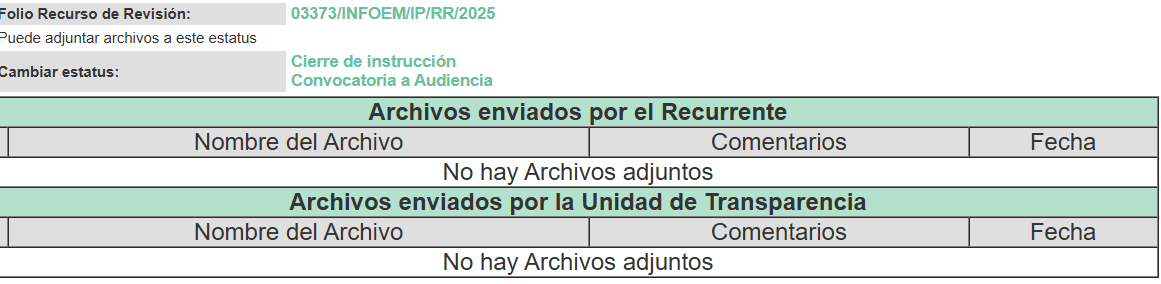 Folio Recurso de Revisión: 03373/INFOEM/IP/RR/2025
Puede adjuntar archivos a este estatus
Cambiar estatus: Cierre de instrucción
Convocatoria a Audiencia
Archivos enviados por el Recurrente
Nombre del Archivo Comentarios Fecha
No hay Archivos adjuntos
Archivos enviados por la Unidad de Transparencia
Nombre del Archivo Comentarios Fecha
No hay Archivos adjuntos